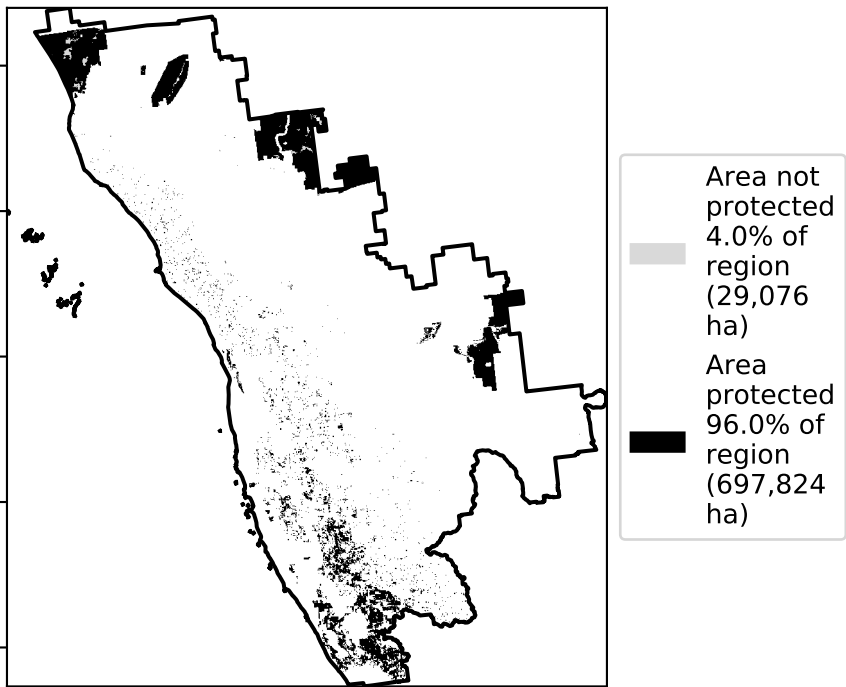 Area not
protected
4.0% of
region
(29,076
ha)
Area
protected
96.0% of
region
(697,824
ha)